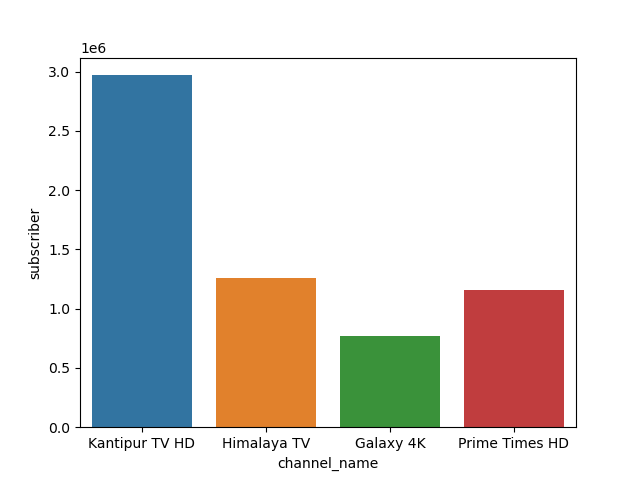 1e6
3.0
2.5
2.0
1.5
1.0
0.5
0.0
subscriber
Kantipur TV HD Himalaya TV Galaxy 4K Prime Times HD
channel_name